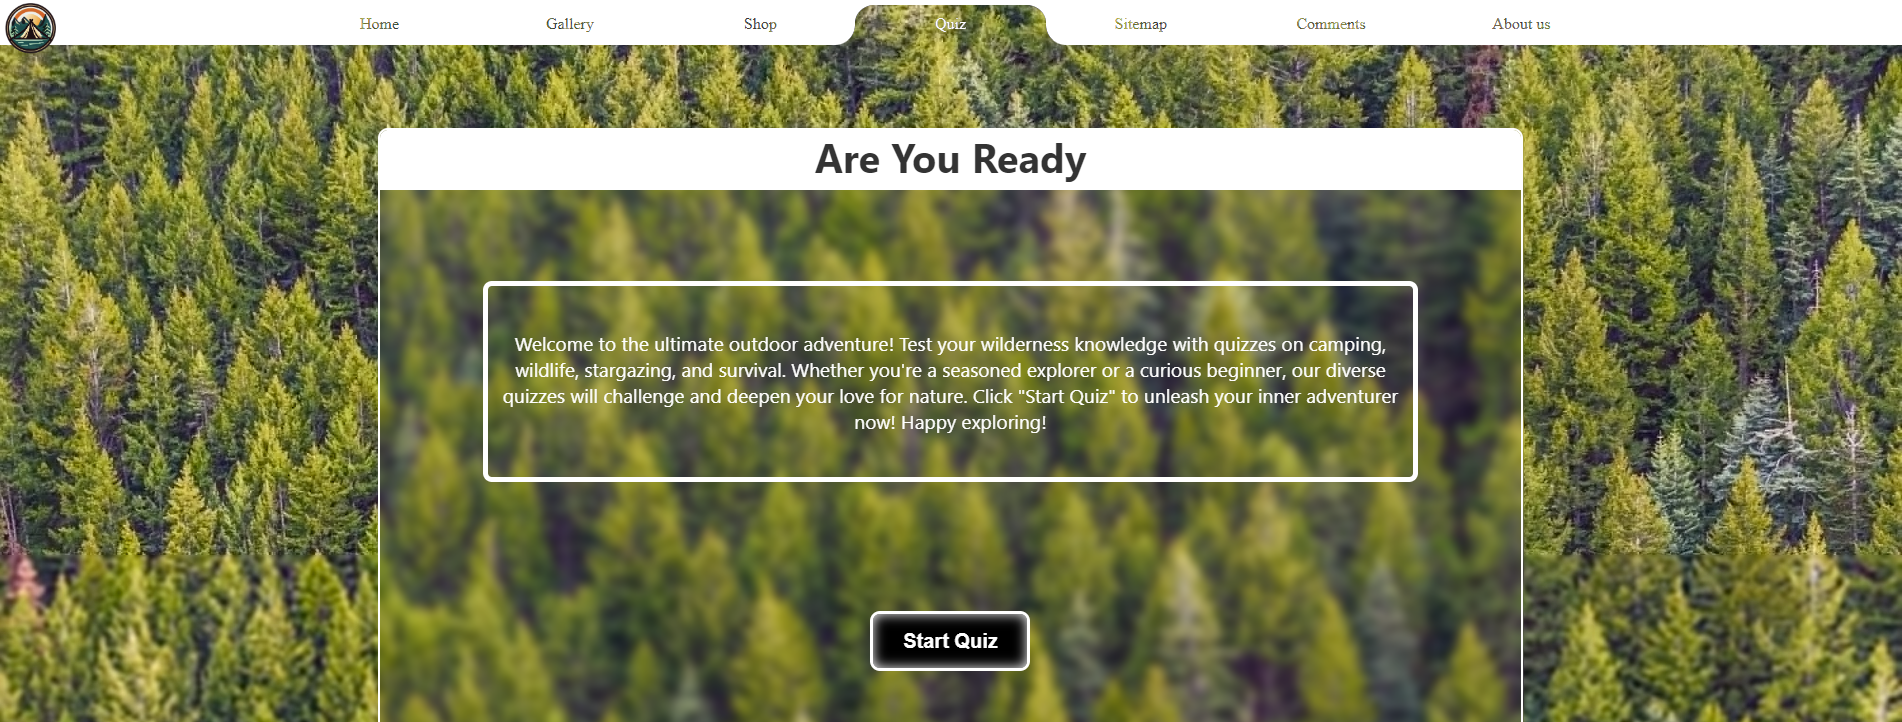 Home Gallery Shop Quiz Sitemap Comments About us
Are You Ready
Welcome to the ultimate outdoor adventure! Test your wilderness knowledge with quizzes on camping,
wildlife, stargazing, and survival. Whether you're a seasoned explorer or a curious beginner, our diverse
quizzes will challenge and deepen your love for nature. Click "Start Quiz" to unleash your inner adventurer
now! Happy exploring!
Start Quiz